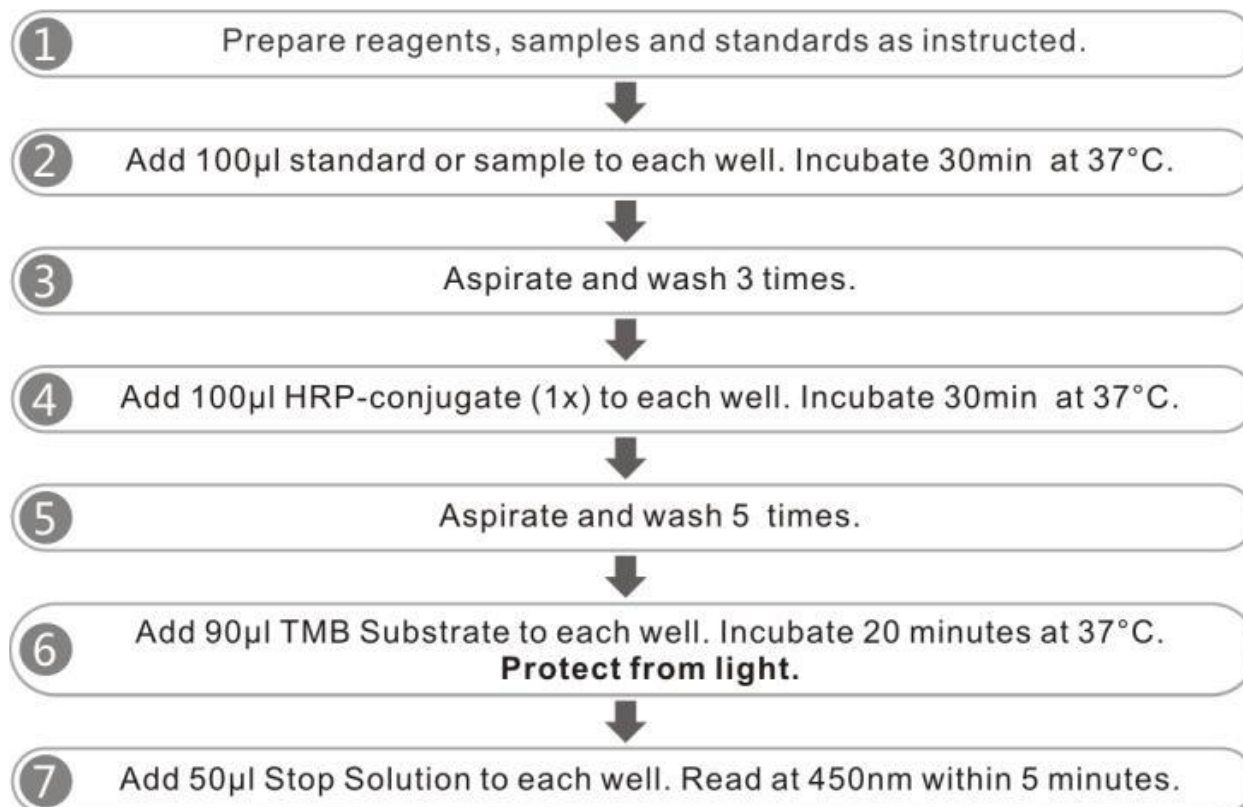 1 Prepare reagents, samples and standards as instructed.
2 Add 100µl standard or sample to each well. Incubate 30min at 37°C.
3 Aspirate and wash 3 times.
4 Add 100µl HRP-conjugate (1x) to each well. Incubate 30min at 37°C.
5 Aspirate and wash 5 times.
6 Add 90µl TMB Substrate to each well. Incubate 20 minutes at 37°C.
Protect from light.
7 Add 50µl Stop Solution to each well. Read at 450nm within 5 minutes.